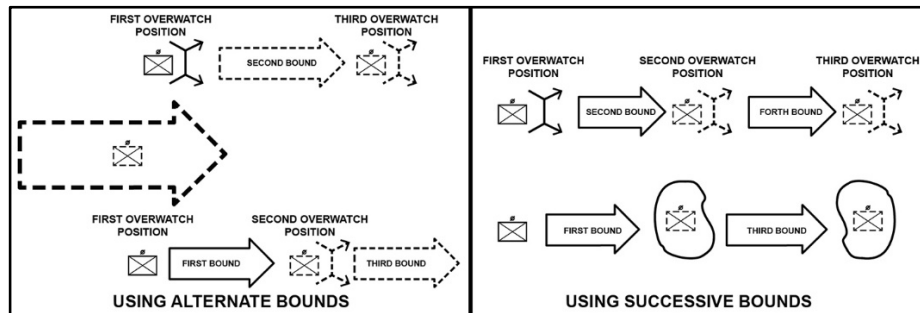 FIRST OVERWATCH
POSITION
THIRD OVERWATCH
POSITION
SECOND BOUND
FIRST OVERWATCH
POSITION
SECOND OVERWATCH
POSITION
FIRST BOUND
THIRD BOUND
USING ALTERNATE BOUNDS
FIRST OVERWATCH
POSITION
SECOND OVERWATCH
POSITION
THIRD OVERWATCH
POSITION
SECOND BOUND
FORTH BOUND
FIRST BOUND
THIRD BOUND
USING SUCCESSIVE BOUNDS